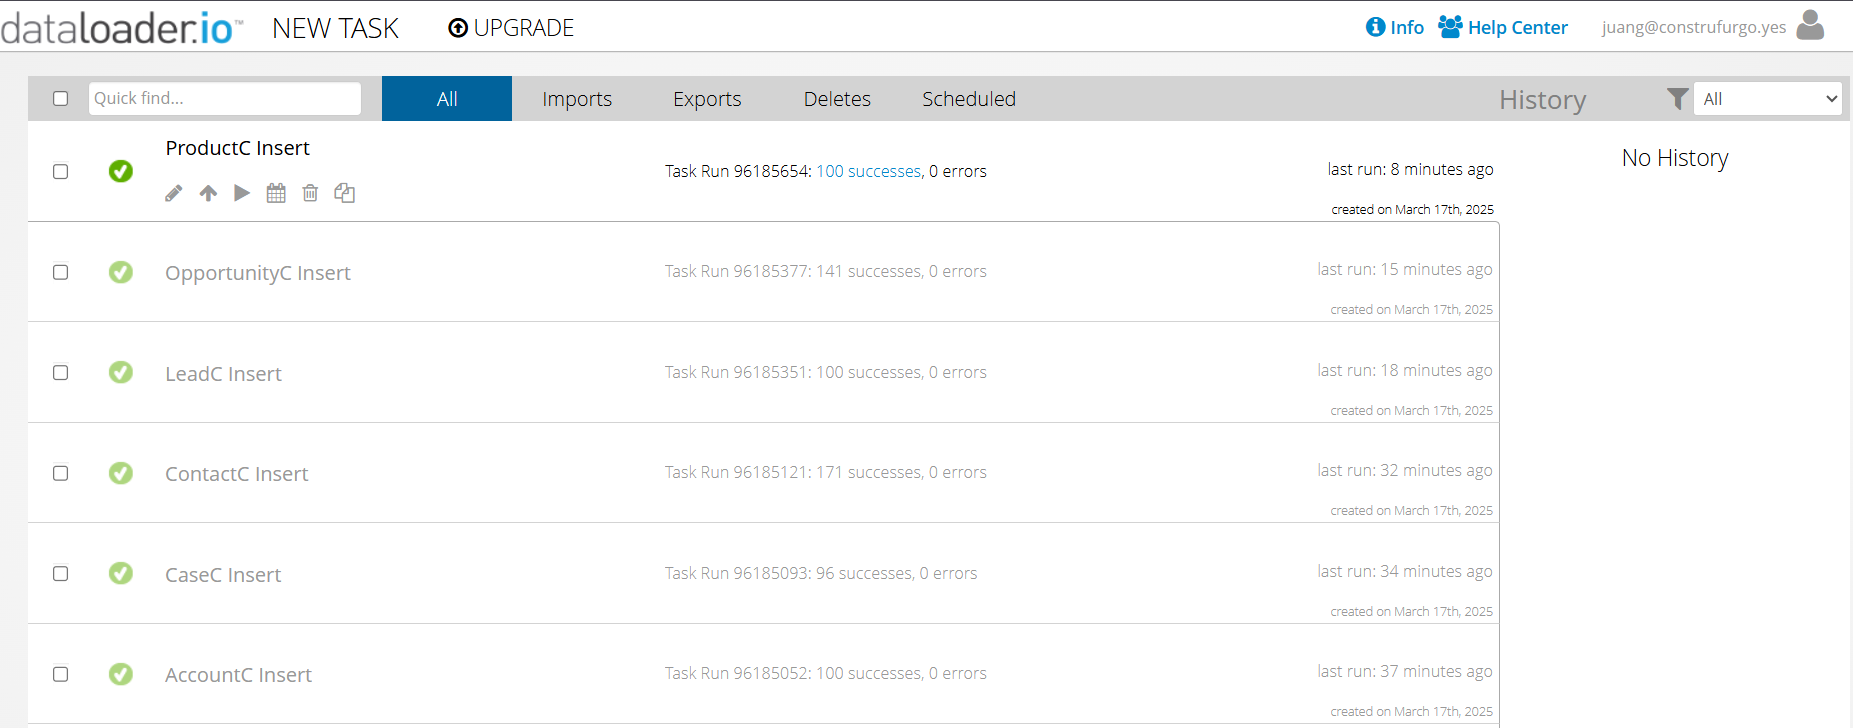 dataloader.io™ NEW TASK UPGRADE Info Help Center juang@construfurgo.yes
Quick find... All Imports Exports Deletes Scheduled History All
ProductC Insert
Task Run 96185654: 100 successes, 0 errors
last run: 8 minutes ago
created on March 17th, 2025
No History
OpportunityC Insert
Task Run 96185377: 141 successes, 0 errors
last run: 15 minutes ago
created on March 17th, 2025
LeadC Insert
Task Run 96185351: 100 successes, 0 errors
last run: 18 minutes ago
created on March 17th, 2025
ContactC Insert
Task Run 96185121: 171 successes, 0 errors
last run: 32 minutes ago
created on March 17th, 2025
CaseC Insert
Task Run 96185093: 96 successes, 0 errors
last run: 34 minutes ago
created on March 17th, 2025
AccountC Insert
Task Run 96185052: 100 successes, 0 errors
last run: 37 minutes ago
created on March 17th, 2025